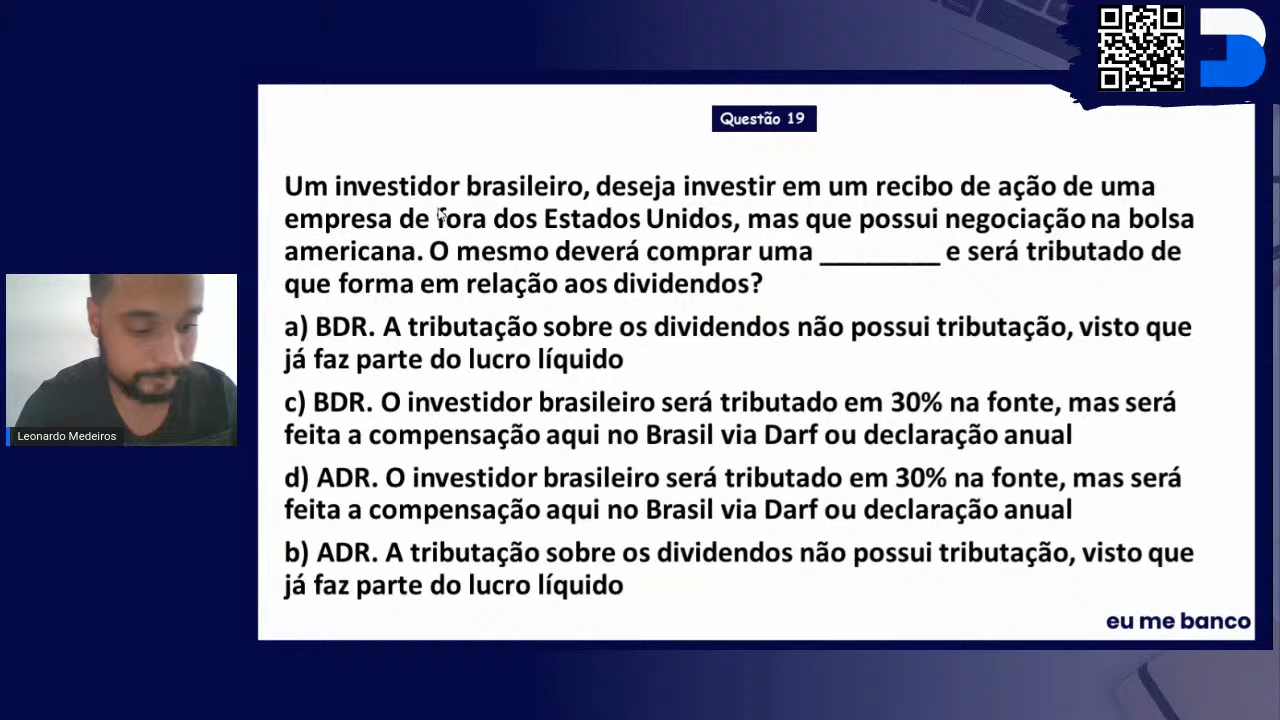 Questão 19
Um investidor brasileiro, deseja investir em um recibo de ação de uma
empresa de fora dos Estados Unidos, mas que possui negociação na bolsa
americana. O mesmo deverá comprar uma _________ e será tributado de
que forma em relação aos dividendos?
a) BDR. A tributação sobre os dividendos não possui tributação, visto que
já faz parte do lucro líquido
c) BDR. O investidor brasileiro será tributado em 30% na fonte, mas será
feita a compensação aqui no Brasil via Darf ou declaração anual
d) ADR. O investidor brasileiro será tributado em 30% na fonte, mas será
feita a compensação aqui no Brasil via Darf ou declaração anual
b) ADR. A tributação sobre os dividendos não possui tributação, visto que
já faz parte do lucro líquido
eu me banco
Leonardo Medeiros